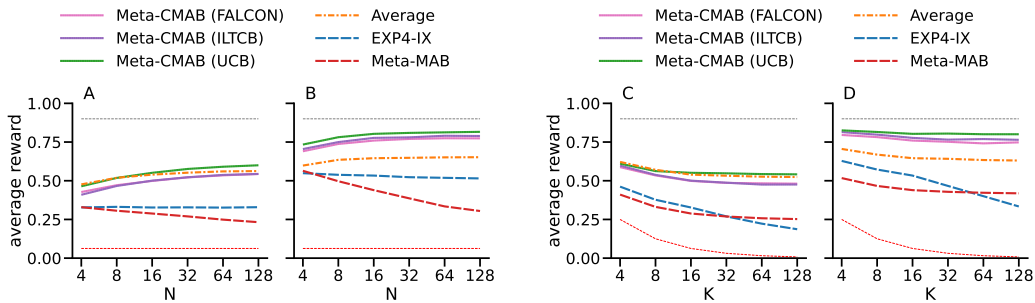 Meta-CMAB (FALCON)
Meta-CMAB (ILTCB)
Meta-CMAB (UCB)
Average
EXP4-IX
Meta-MAB
Meta-CMAB (FALCON)
Meta-CMAB (ILTCB)
Meta-CMAB (UCB)
Average
EXP4-IX
Meta-MAB
A
average reward
1.00
0.75
0.50
0.25
0.00
4 8 16 32 64 128
N
B
4 8 16 32 64 128
N
C
average reward
1.00
0.75
0.50
0.25
0.00
4 8 16 32 64 128
K
D
4 8 16 32 64 128
K